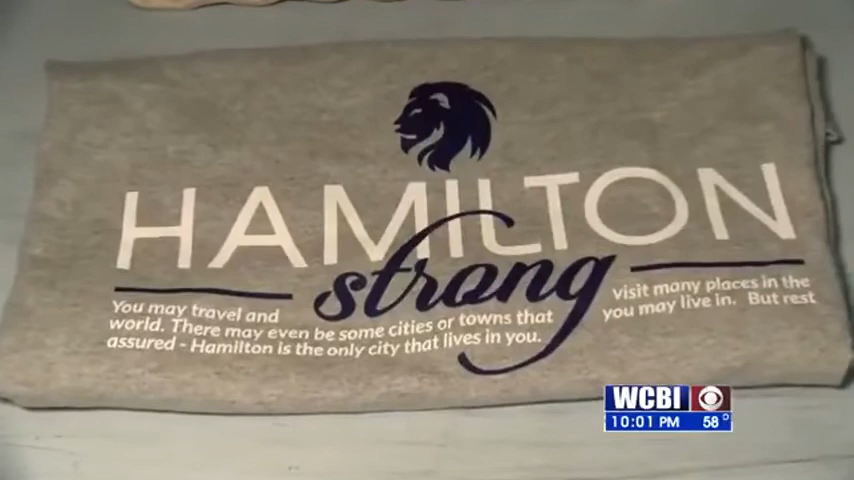 HAMILTON
strong
You may travel and visit many places in the
world. There may even be some cities or towns that you may live in. But rest
assured - Hamilton is the only city that lives in you.
WCBI
10:01 PM 58°